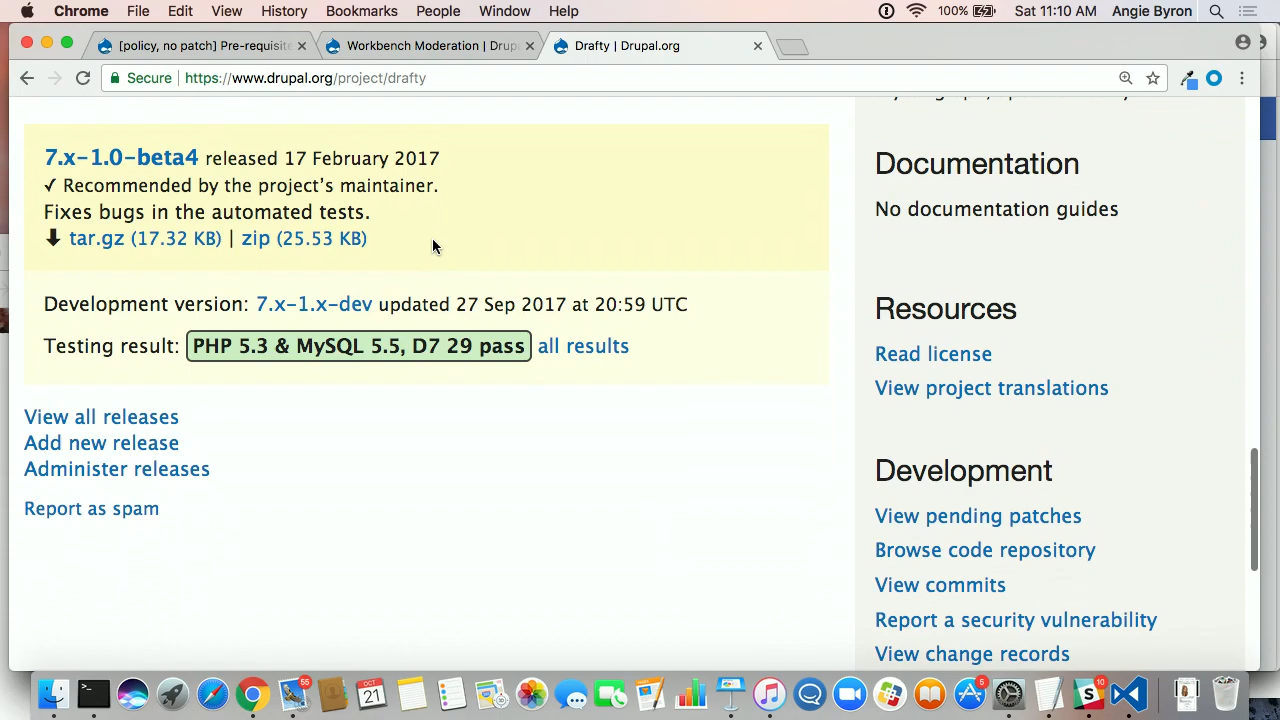 Chrome File Edit View History Bookmarks People Window Help 100% Sat 11:10 AM Angie Byron
[policy, no patch] Pre-requisite
Workbench Moderation | Drupa
Drafty | Drupal.org
Secure https://www.drupal.org/project/drafty
7.x-1.0-beta4 released 17 February 2017
✓ Recommended by the project's maintainer.
Fixes bugs in the automated tests.
tar.gz (17.32 KB) | zip (25.53 KB)
Development version: 7.x-1.x-dev updated 27 Sep 2017 at 20:59 UTC
Testing result: PHP 5.3 & MySQL 5.5, D7 29 pass all results
View all releases
Add new release
Administer releases
Report as spam
Documentation
No documentation guides
Resources
Read license
View project translations
Development
View pending patches
Browse code repository
View commits
Report a security vulnerability
View change records
55
OCT
21
5
10